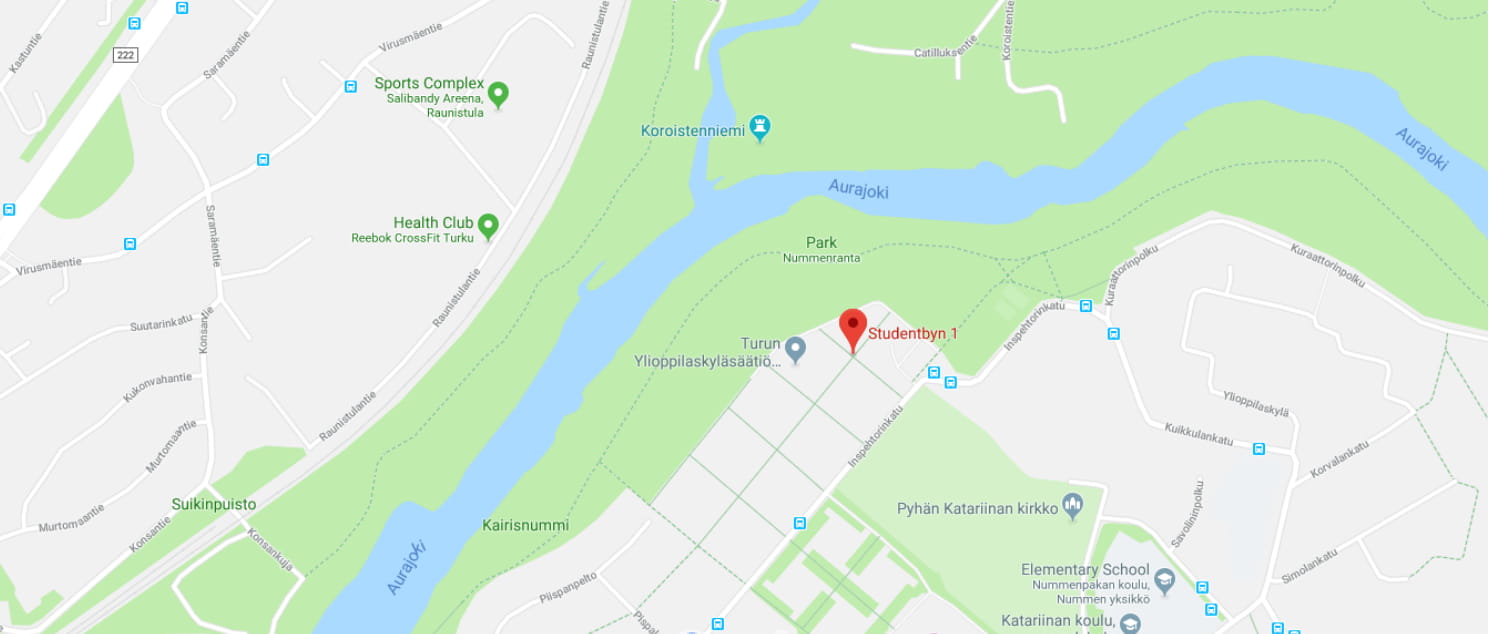 Kastuntie
222
Saramäentie
Virusmäentie
Raunistulantie
Sports Complex
Salibandy Areena,
Raunistula
Catilluksentie
Koroistentie
Koroistenniemi
Aurajoki
Aurajoki
Saramäentie
Health Club
Reebok CrossFit Turku
Virusmäentie
Raunistulantie
Park
Nummenranta
Kuraattorinpolku
Kuraattorinpolku
Suutarinkatu
Konsantie
Inspehtorinkatu
Studentbyn 1
Turun
Ylioppilaskyläsäätiö...
Kukonvahantie
Raunistulantie
Murtomaantie
Inspehtorinkatu
Ylioppilaskylä
Kuikkulankatu
Korvalankatu
Suikinpuisto
Kairisnummi
Pyhän Katariinan kirkko
Savolininpolku
Murtomaantie
Konsantie
Konsankuja
Aurajoki
Piispanpelto
Simolankatu
Elementary School
Nummenpakan koulu,
Nummen yksikkö
Katariinan koulu,